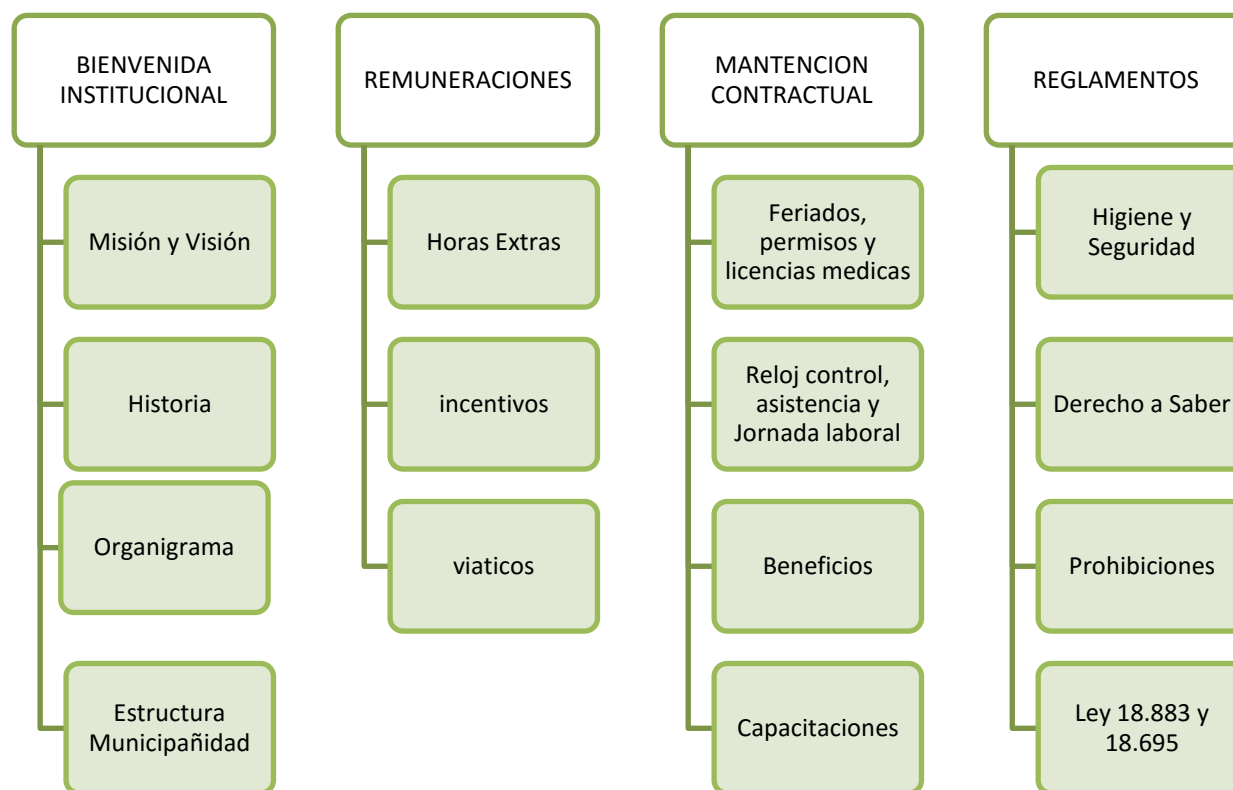 BIENVENIDA
INSTITUCIONAL
Misión y Visión
Historia
Organigrama
Estructura
Municipañidad
REMUNERACIONES
Horas Extras
incentivos
viaticos
MANTENCION
CONTRACTUAL
Feriados,
permisos y
licencias medicas
Reloj control,
asistencia y
Jornada laboral
Beneficios
Capacitaciones
REGLAMENTOS
Higiene y
Seguridad
Derecho a Saber
Prohibiciones
Ley 18.883 y
18.695